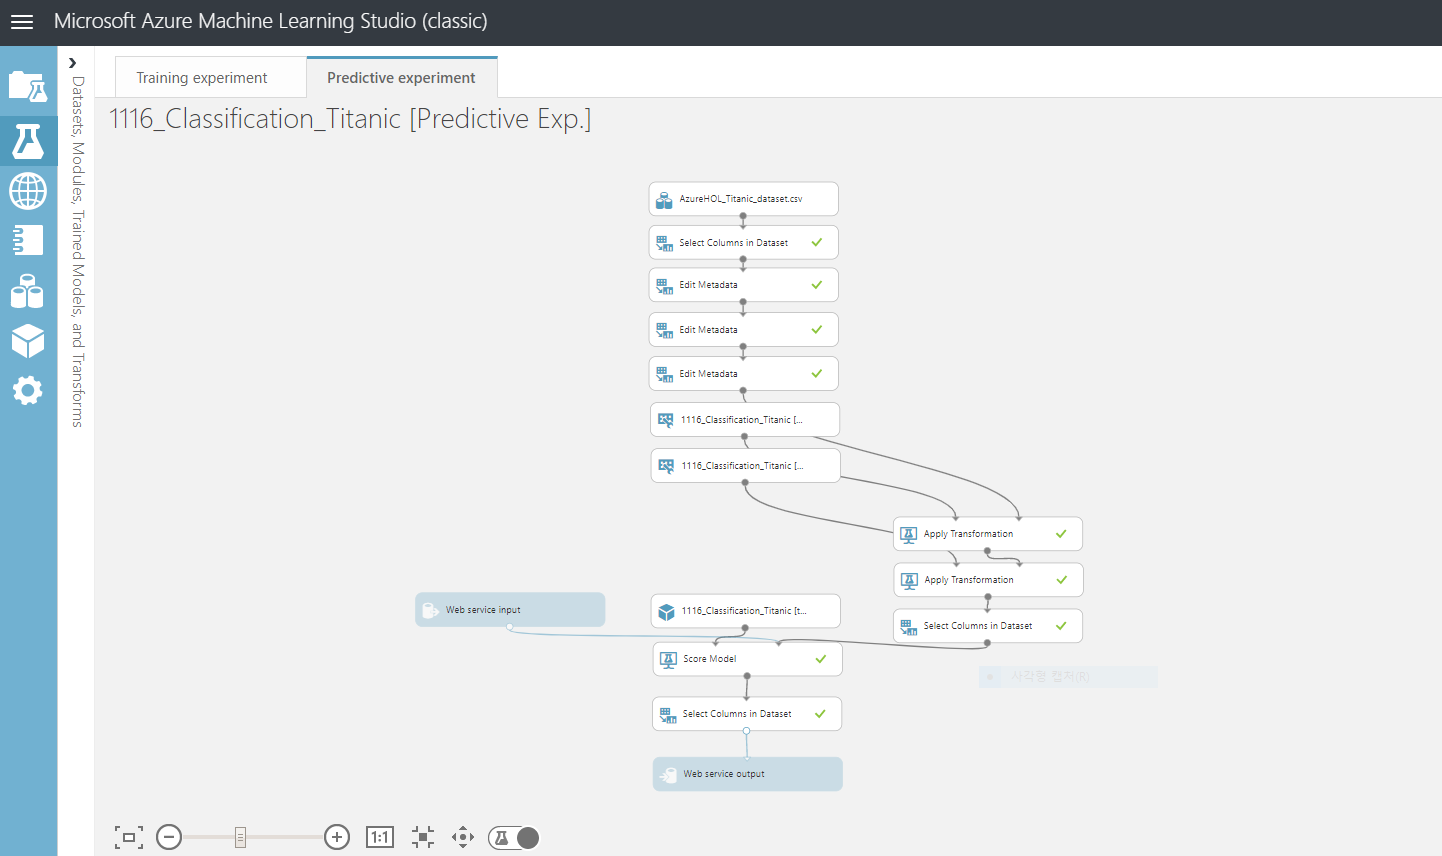 Microsoft Azure Machine Learning Studio (classic)
Training experiment
Predictive experiment
Datasets, Modules, Trained Models, and Transforms
1116_Classification_Titanic [Predictive Exp.]
AzureHOL_Titanic_dataset.csv
Select Columns in Dataset
Edit Metadata
Edit Metadata
Edit Metadata
1116_Classification_Titanic [...
1116_Classification_Titanic [...
Apply Transformation
Apply Transformation
Web service input
1116_Classification_Titanic [t...
Select Columns in Dataset
Score Model
사각형 캡처(R)
Select Columns in Dataset
Web service output
1:1